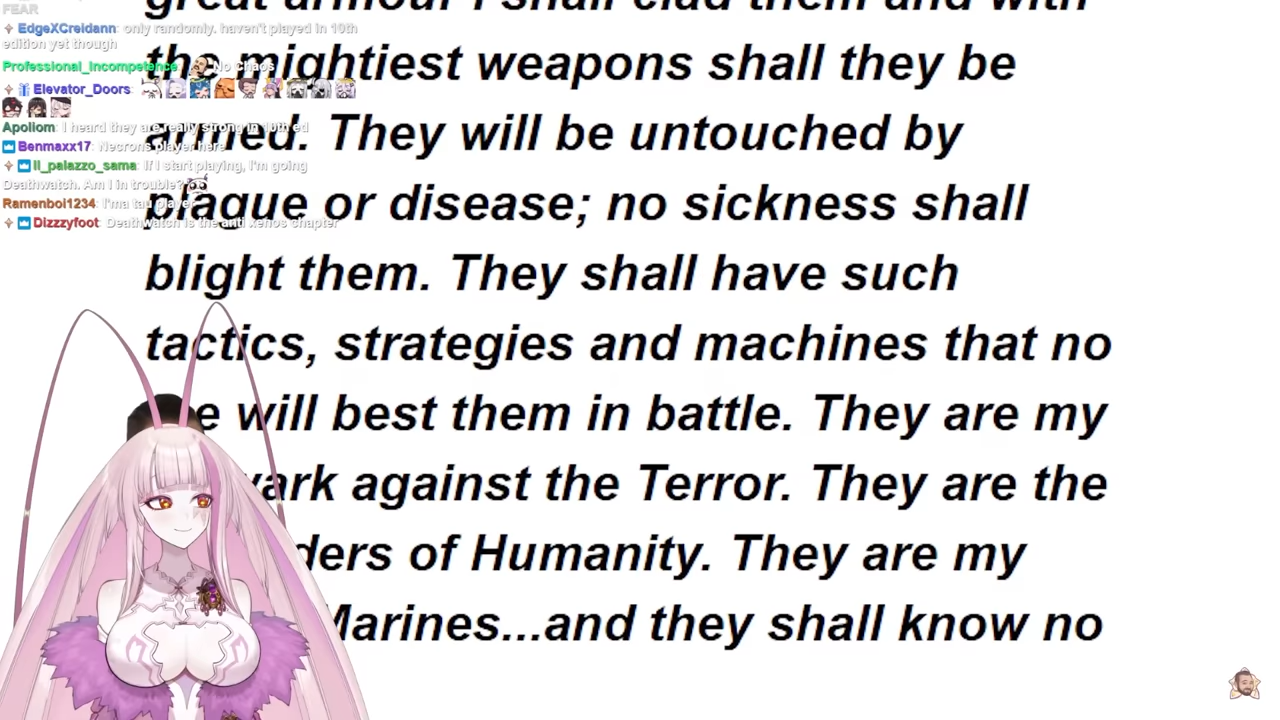 FEAR
EdgeXCreidann: only randomly. haven't played in 10th
edition yet though
Professional_Incompetence: No Chaos
Elevator_Doors:
Apollom: I heard they are really strong in 10th ed
Benmaxx17: Necrons player here
Il_palazzo_sama: If I start playing, I'm going
Deathwatch. Am I in trouble?
Ramenboi1234: I'ma tau player
Dizzzyfoot: Deathwatch is the anti xenos chapter
great armour I shall clad them and with
the mightiest weapons shall they be
armed. They will be untouched by
plague or disease; no sickness shall
blight them. They shall have such
tactics, strategies and machines that no
will best them in battle. They are my
against the Terror. They are the
of Humanity. They are my
Marines...and they shall know no